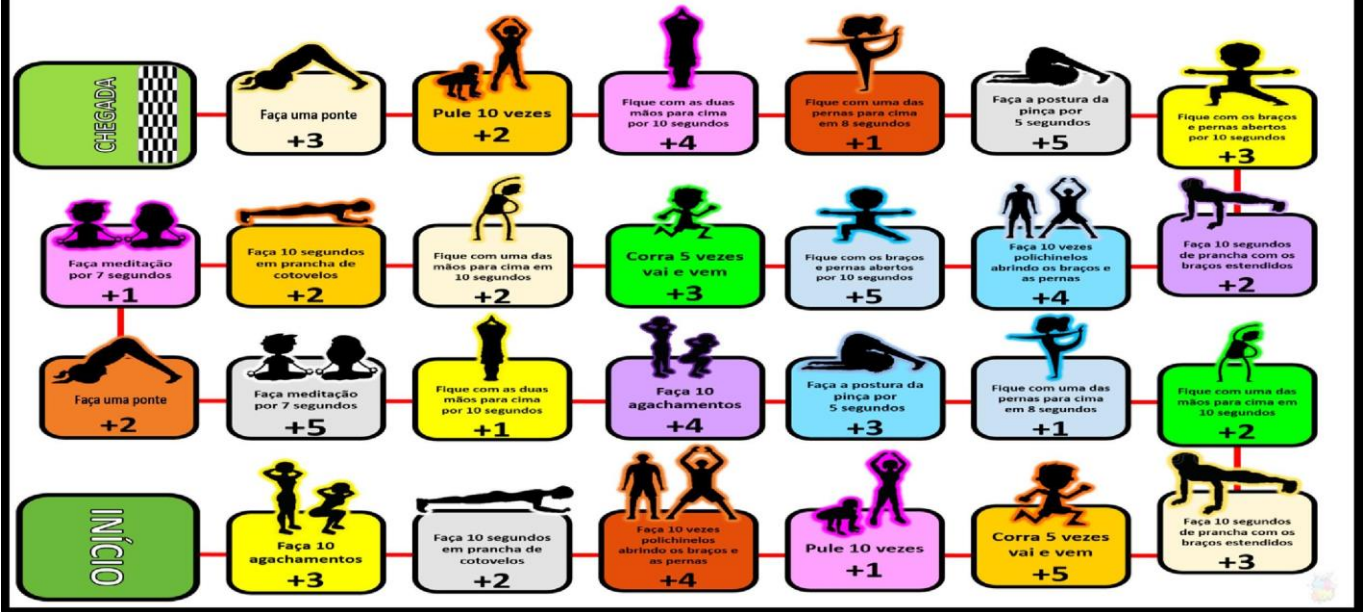 CHEGADA
Faça uma ponte
+3
Pule 10 vezes
+2
Fique com as duas
mãos para cima
por 10 segundos
+4
Fique com uma das
pernas para cima
em 8 segundos
+1
Faça a postura da
pinça por
5 segundos
+5
Fique com os braços
e pernas abertos
por 10 segundos
+3
Faça meditação
por 7 segundos
+1
Faça 10 segundos
em prancha de
cotovelos
+2
Fique com uma das
mãos para cima em
10 segundos
+2
Corra 5 vezes
vai e vem
+3
Fique com os braços
e pernas abertos
por 10 segundos
+5
Faça 10 vezes
polichinelos
abrindo os braços e
as pernas
+4
Faça 10 segundos
de prancha com os
braços estendidos
+2
Faça uma ponte
+2
Faça meditação
por 7 segundos
+5
Fique com as duas
mãos para cima
por 10 segundos
+1
Faça 10
agachamentos
+4
Faça a postura da
pinça por
5 segundos
+3
Fique com uma das
pernas para cima
em 8 segundos
+1
Fique com uma das
mãos para cima em
10 segundos
+2
INÍCIO
Faça 10
agachamentos
+3
Faça 10 segundos
em prancha de
cotovelos
+2
Faça 10 vezes
polichinelos
abrindo os braços e
as pernas
+4
Pule 10 vezes
+1
Corra 5 vezes
vai e vem
+5
Faça 10 segundos
de prancha com os
braços estendidos
+3